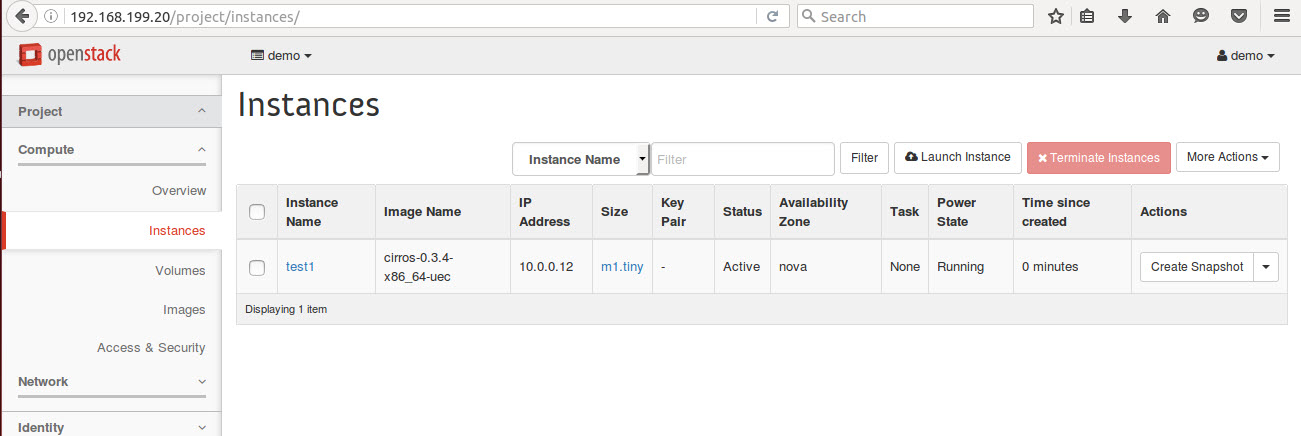 192.168.199.20/project/instances/
Search
openstack
demo
demo
Project
Compute
Overview
Instances
Volumes
Images
Access & Security
Network
Identity
Instances
Instance Name
Filter
Filter
Launch Instance
Terminate Instances
More Actions
Instance Name
Image Name
IP Address
Size
Key Pair
Status
Availability Zone
Task
Power State
Time since created
Actions
test1
cirros-0.3.4-
x86_64-uec
10.0.0.12
m1.tiny
-
Active
nova
None
Running
0 minutes
Create Snapshot
Displaying 1 item